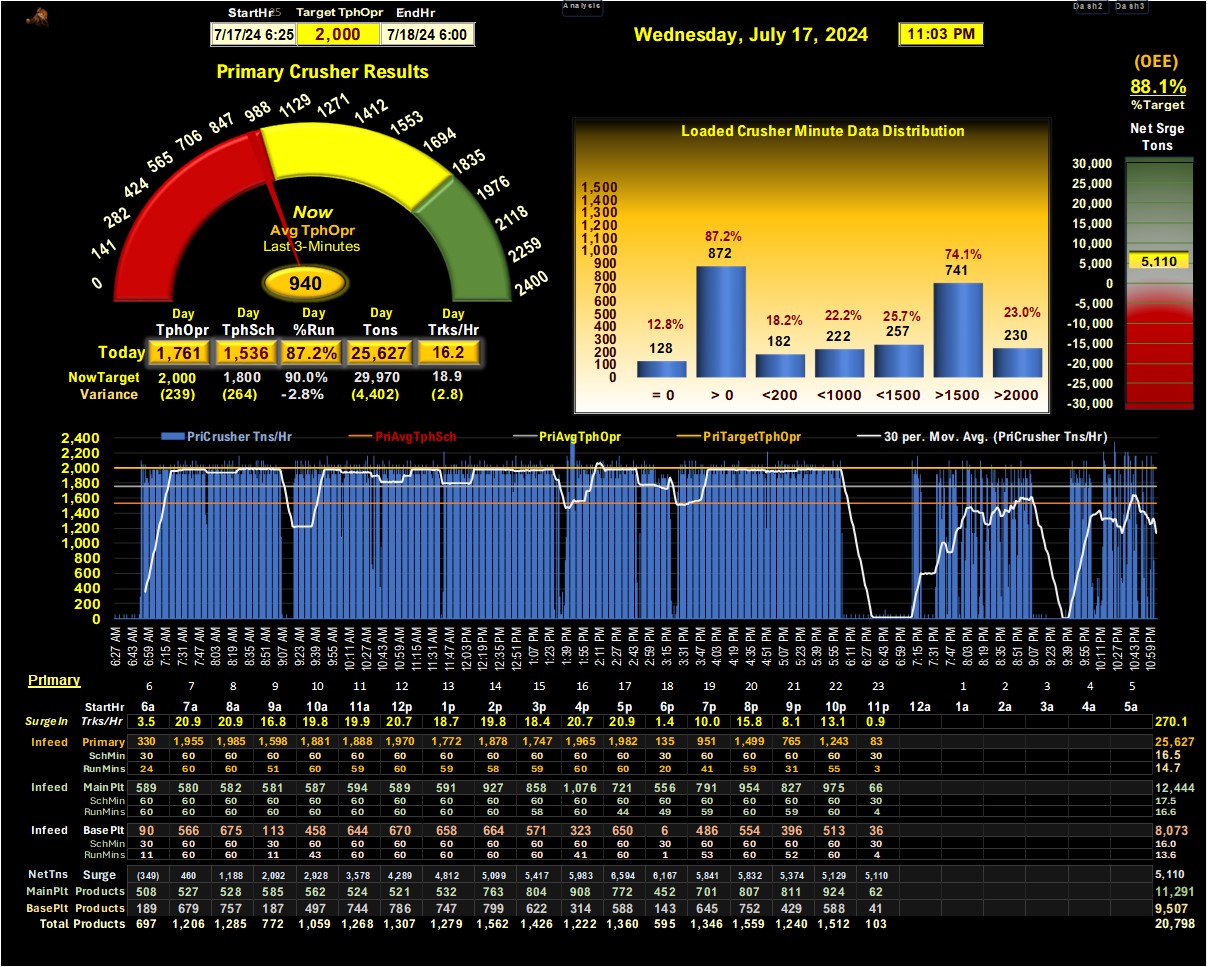 Analysis
Dash2 Dash3
StartHr 25 Target TphOpr EndHr
7/17/24 6:25 2,000 7/18/24 6:00
Wednesday, July 17, 2024 11:03 PM
(OEE)
88.1%
%Target
Primary Crusher Results
0 141 282 424 565 706 847 988 1129 1271 1412 1553 1694 1835 1976 2118 2259 2400
Now
Avg TphOpr
Last 3-Minutes
940
Day Day Day Day Day
TphOpr TphSch %Run Tons Trks/Hr
Today 1,761 1,536 87.2% 25,627 16.2
NowTarget 2,000 1,800 90.0% 29,970 18.9
Variance (239) (264) -2.8% (4,402) (2.8)
Loaded Crusher Minute Data Distribution
1,500
1,400
1,300
1,200
1,100
1,000
900
800
700
600
500
400
300
200
100
0
12.8% 87.2% 18.2% 22.2% 25.7% 74.1% 23.0%
128 872 182 222 257 741 230
= 0 > 0 <200 <1000 <1500 >1500 >2000
Net Srge
Tons
30,000
25,000
20,000
15,000
10,000
5,000
0
-5,000
-10,000
-15,000
-20,000
-25,000
-30,000
5,110
PriCrusher Tns/Hr PriAvgTphSch PriAvgTphOpr PriTargetTphOpr 30 per. Mov. Avg. (PriCrusher Tns/Hr)
2,400
2,200
2,000
1,800
1,600
1,400
1,200
1,000
800
600
400
200
0
6:27 AM 6:43 AM 6:59 AM 7:15 AM 7:31 AM 7:47 AM 8:03 AM 8:19 AM 8:35 AM 8:51 AM 9:07 AM 9:23 AM 9:39 AM 9:55 AM 10:11 AM 10:27 AM 10:43 AM 10:59 AM 11:15 AM 11:31 AM 11:47 AM 12:03 PM 12:19 PM 12:35 PM 12:51 PM 1:07 PM 1:23 PM 1:39 PM 1:55 PM 2:11 PM 2:27 PM 2:43 PM 2:59 PM 3:15 PM 3:31 PM 3:47 PM 4:03 PM 4:19 PM 4:35 PM 4:51 PM 5:07 PM 5:23 PM 5:39 PM 5:55 PM 6:11 PM 6:27 PM 6:43 PM 6:59 PM 7:15 PM 7:31 PM 7:47 PM 8:03 PM 8:19 PM 8:35 PM 8:51 PM 9:07 PM 9:23 PM 9:39 PM 9:55 PM 10:11 PM 10:27 PM 10:43 PM 10:59 PM
Primary
6 7 8 9 10 11 12 13 14 15 16 17 18 19 20 21 22 23 1 2 3 4 5
StartHr 6a 7a 8a 9a 10a 11a 12p 1p 2p 3p 4p 5p 6p 7p 8p 9p 10p 11p 12a 1a 2a 3a 4a 5a
SurgeIn Trks/Hr 3.5 20.9 20.9 16.8 19.8 19.9 20.7 18.7 19.8 18.4 20.7 20.9 1.4 10.0 15.8 8.1 13.1 0.9 270.1
Infeed Primary 330 1,955 1,985 1,598 1,881 1,888 1,970 1,772 1,878 1,747 1,965 1,982 135 951 1,499 765 1,243 83 25,627
SchMin 60 60 60 60 60 60 60 60 60 60 60 60 30 60 60 60 60 30 16.5
RunMins 24 60 60 51 60 59 60 59 58 59 60 60 20 41 59 31 55 3 14.7
Infeed MainPlt 589 580 582 581 587 594 589 591 927 858 1,076 721 556 791 954 827 975 66 12,444
SchMin 60 60 60 60 60 60 60 60 60 60 60 60 60 60 60 60 60 30 17.5
RunMins 60 60 60 60 60 60 60 60 60 58 60 44 49 59 60 59 60 4 16.6
Infeed BasePlt 90 566 675 113 458 644 670 658 664 571 323 650 6 486 554 396 513 36 8,073
SchMin 30 60 60 30 60 60 60 60 60 60 60 60 30 60 60 60 60 30 16.0
RunMins 11 60 60 11 43 60 60 60 60 60 41 60 1 53 60 52 60 4 13.6
NetTns Surge (349) 460 1,188 2,092 2,928 3,578 4,289 4,812 5,099 5,417 5,983 6,594 6,167 5,841 5,832 5,374 5,129 5,110 5,110
MainPlt Products 508 527 528 585 562 524 521 532 763 804 908 772 452 701 807 811 924 62 11,291
BasePlt Products 189 679 757 187 497 744 786 747 799 622 314 588 143 645 752 429 588 41 9,507
Total Products 697 1,206 1,285 772 1,059 1,268 1,307 1,279 1,562 1,426 1,222 1,360 595 1,346 1,559 1,240 1,512 103 20,798